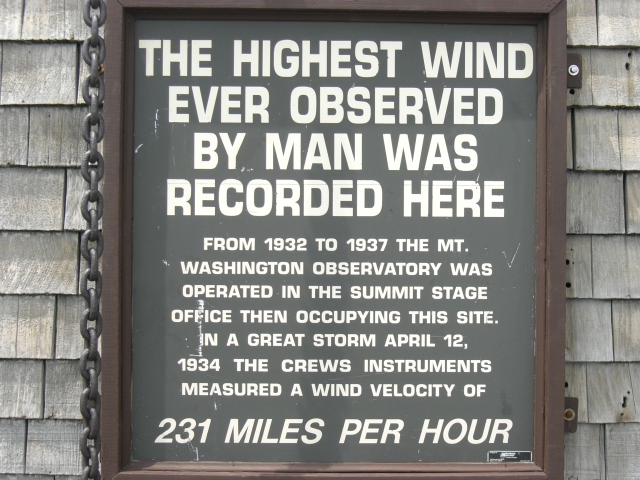 THE HIGHEST WIND
EVER OBSERVED
BY MAN WAS
RECORDED HERE
FROM 1932 TO 1937 THE MT.
WASHINGTON OBSERVATORY WAS
OPERATED IN THE SUMMIT STAGE
OFFICE THEN OCCUPYING THIS SITE.
IN A GREAT STORM APRIL 12,
1934 THE CREWS INSTRUMENTS
MEASURED A WIND VELOCITY OF
231 MILES PER HOUR